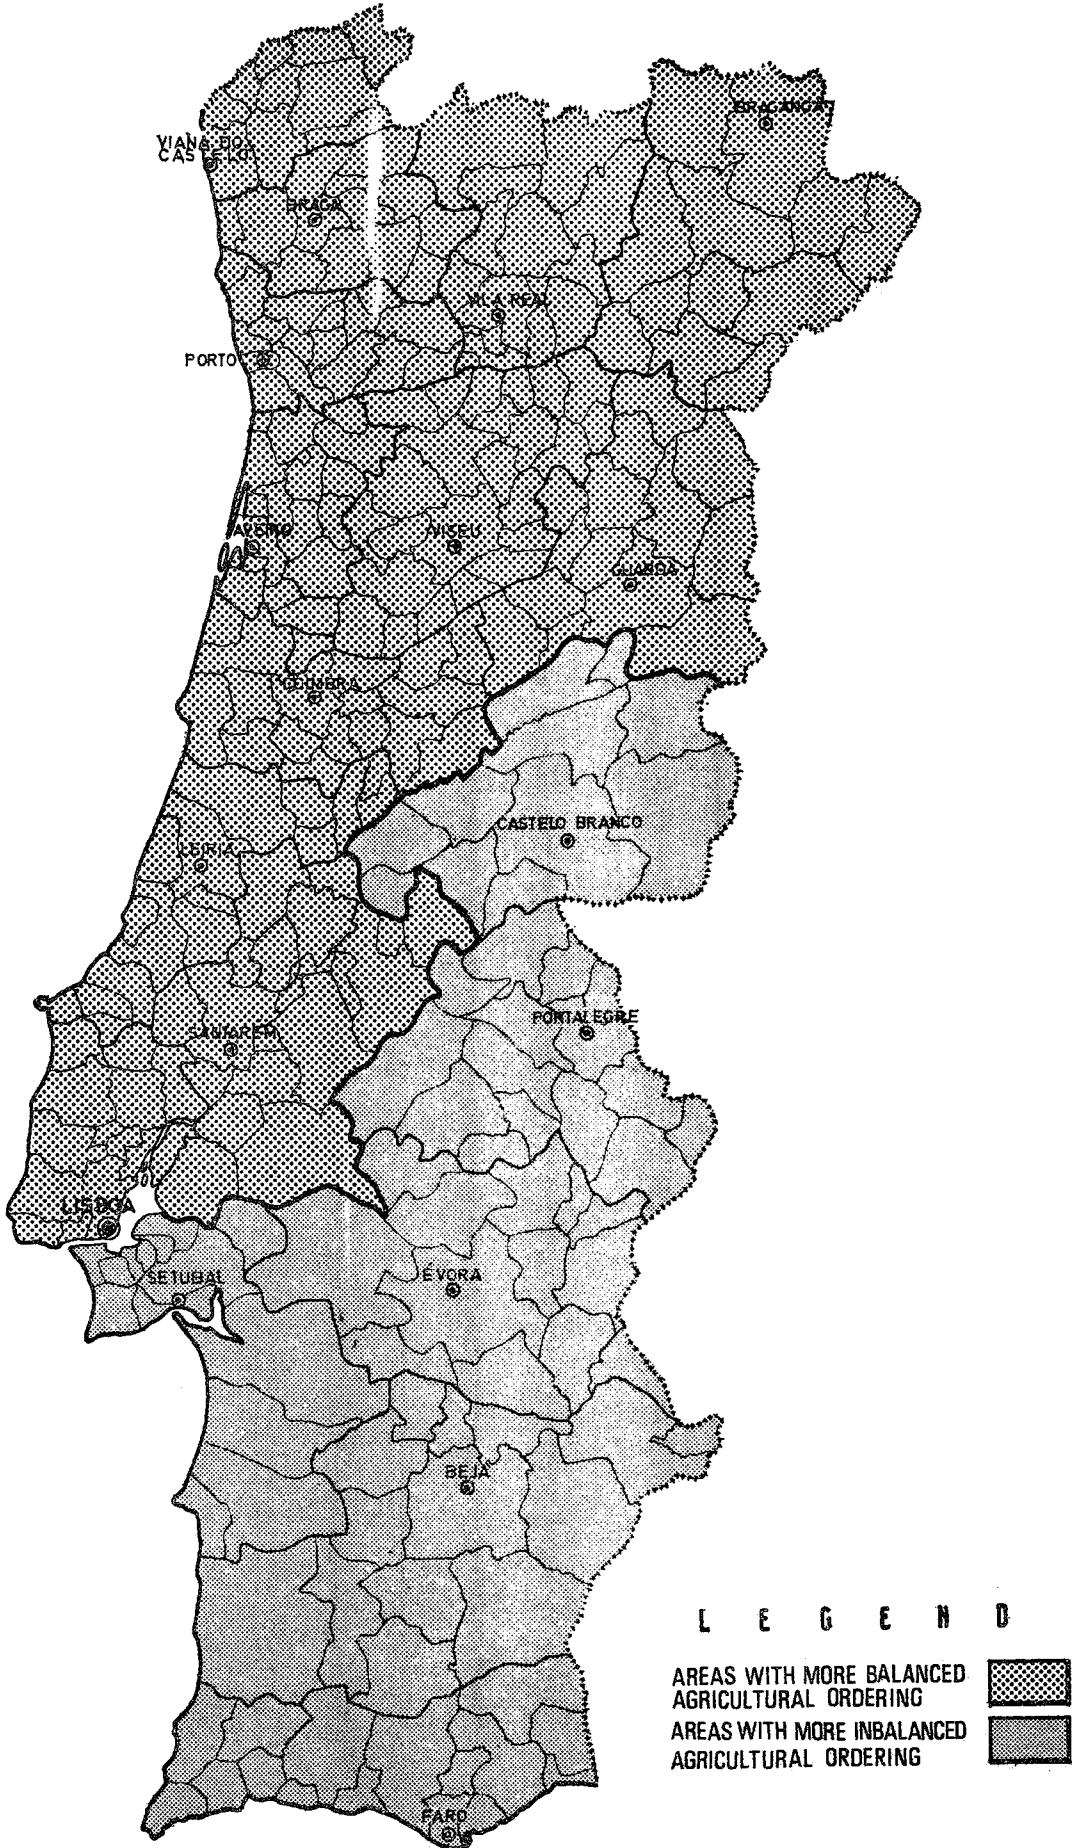 BRAGANÇA
VIANA DO
CASTELO
BRAGA
VILA REAL
PORTO
AVEIRO
VISEU
GUARDA
COIMBRA
CASTELO BRANCO
LEIRIA
PORTALEGRE
SANTAREM
LISBOA
SETUBAL
ÉVORA
BEJA
FARO
LEGEND
AREAS WITH MORE BALANCED
AGRICULTURAL ORDERING
AREAS WITH MORE INBALANCED
AGRICULTURAL ORDERING